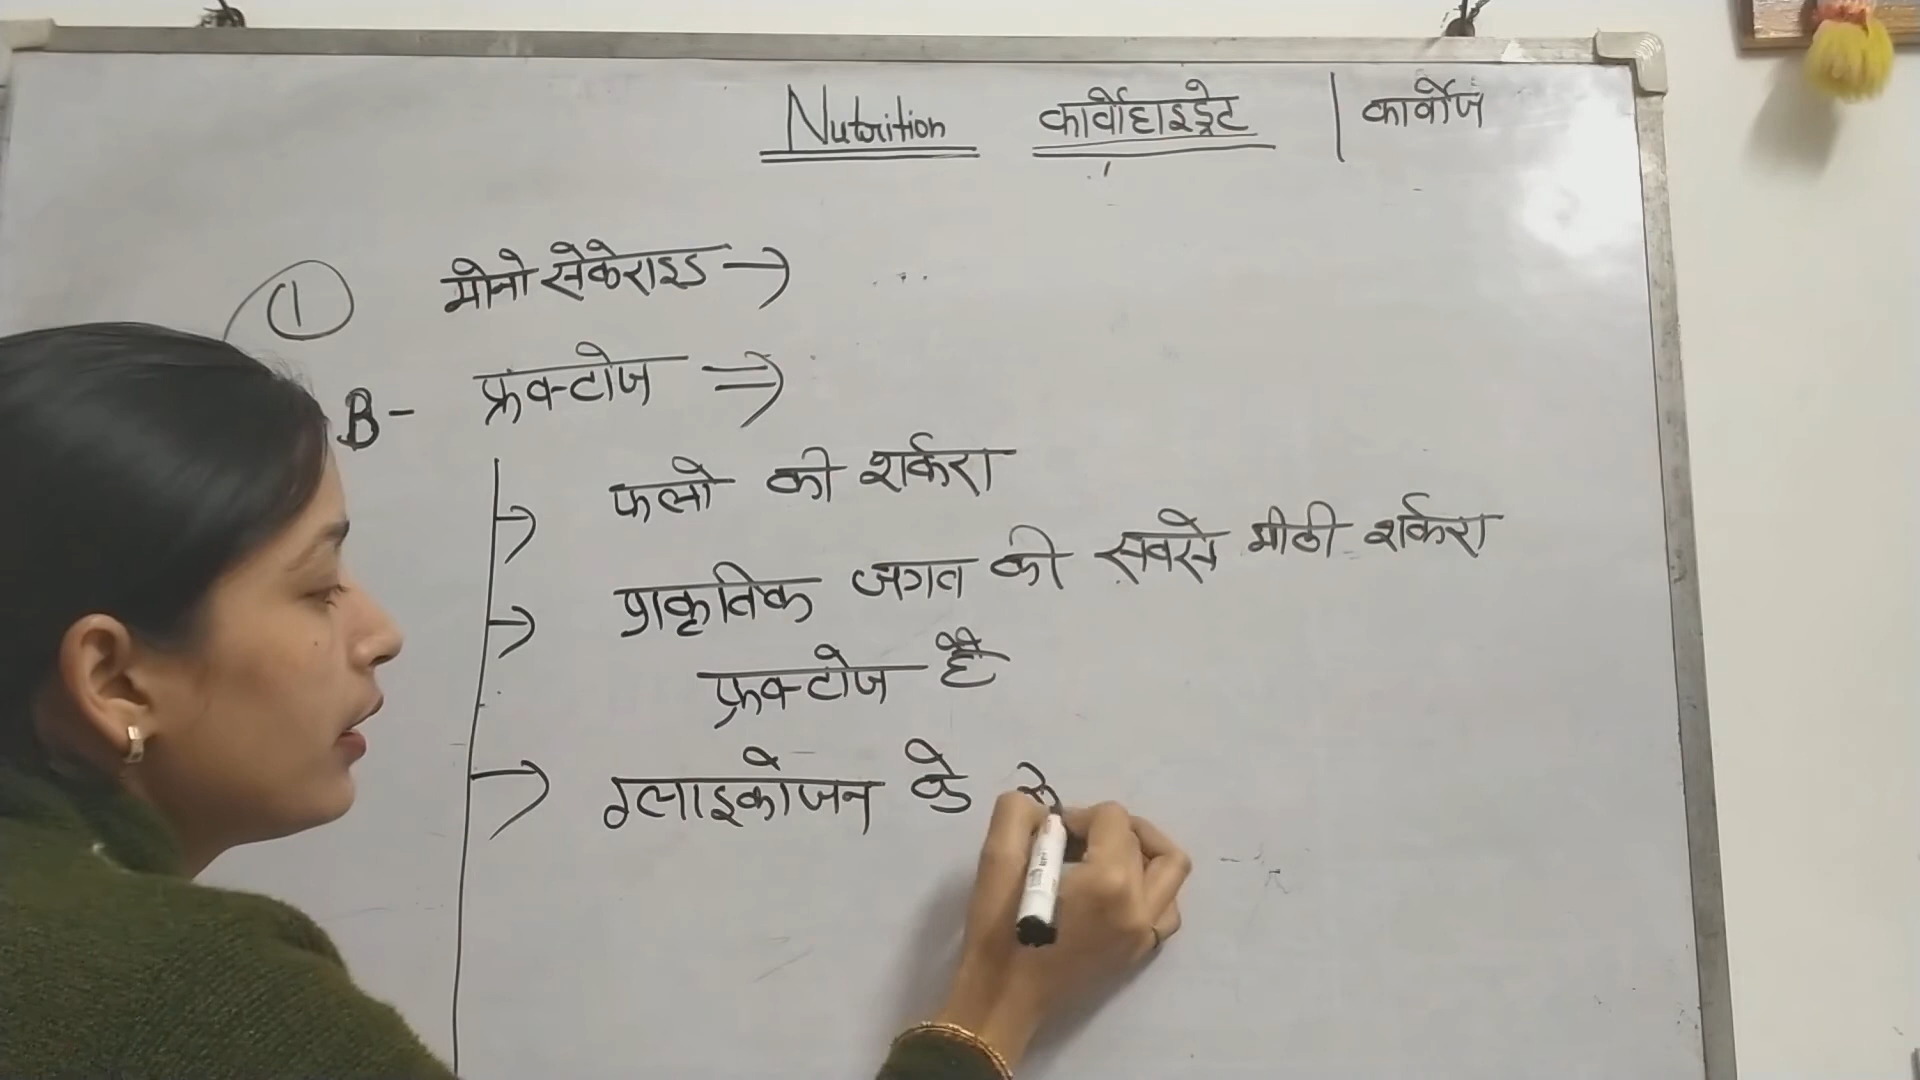 Nutrition कार्वोहाइड्रेट | कार्वोज
① मोनो सेकेराइड →
B- फ्रक्टोज ⇒
→ फलो की शर्करा
→ प्राकृतिक जगत की सबसे मीठी शर्करा
फ्रक्टोज है
→ ग्लाइकोजन के